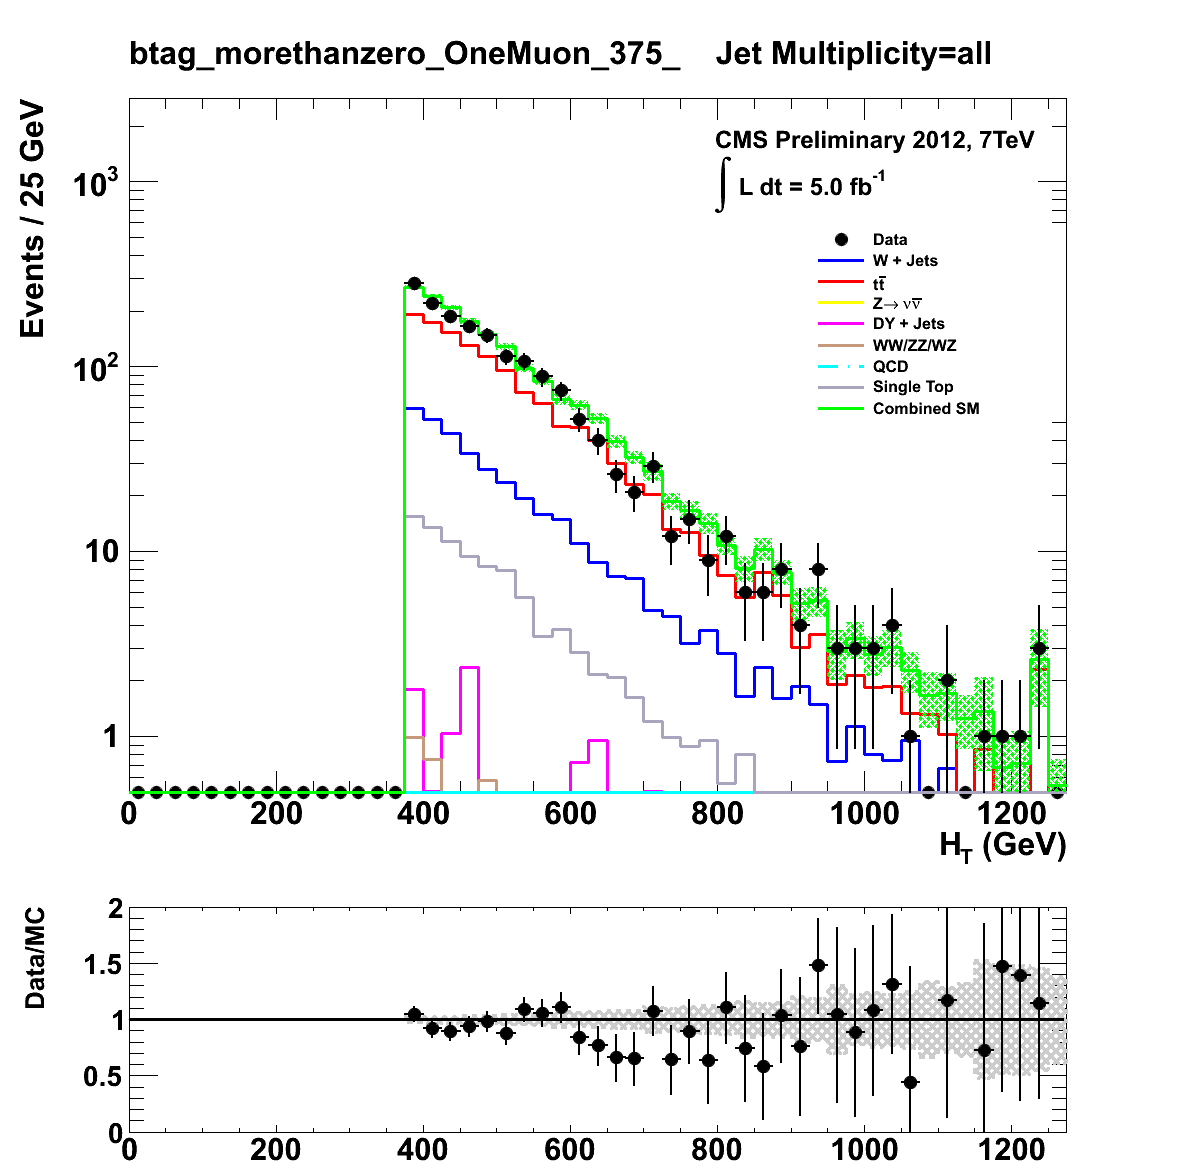 btag_morethanzero_OneMuon_375_ Jet Multiplicity=all
Events / 25 GeV
CMS Preliminary 2012, 7TeV
∫ L dt = 5.0 fb⁻¹
Data
W + Jets
tt̅
Z→ νν̅
DY + Jets
WW/ZZ/WZ
QCD
Single Top
Combined SM
10³
10²
10
1
0 200 400 600 800 1000 1200
H_T (GeV)
Data/MC
2
1.5
1
0.5
0
0 200 400 600 800 1000 1200